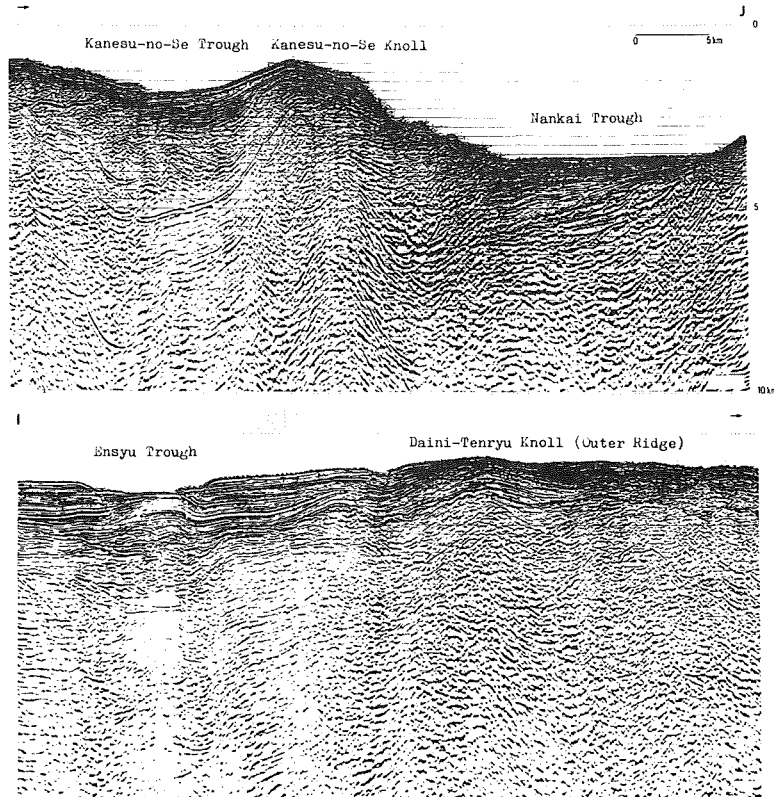 → J
0
Kanesu-no-Se Trough Kanesu-no-Se Knoll
0 5km
Nankai Trough
5
10km
I →
Daini-Tenryu Knoll (Outer Ridge)
Ensyu Trough